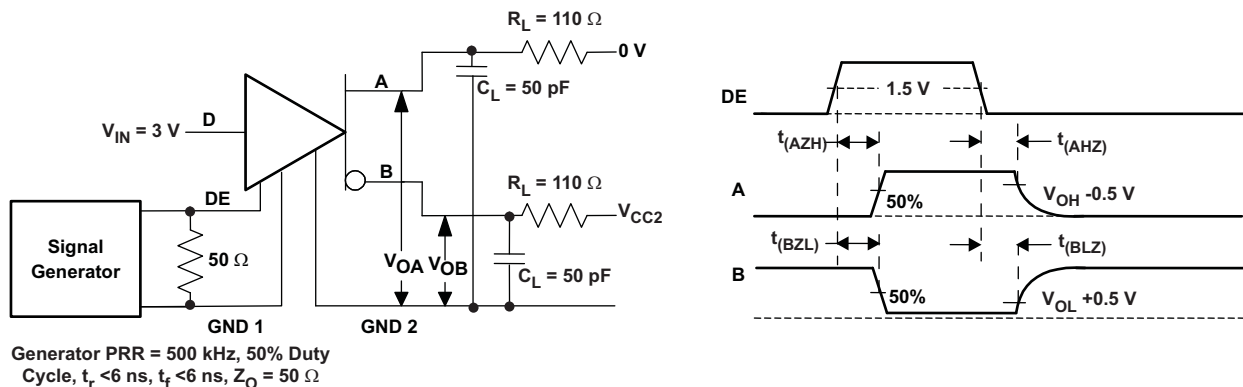 R_L = 110 Ω
0 V
A
C_L = 50 pF
V_IN = 3 V
D
B
R_L = 110 Ω
V_CC2
DE
Signal
Generator
50 Ω
V_OA
V_OB
C_L = 50 pF
GND 1
GND 2
Generator PRR = 500 kHz, 50% Duty
Cycle, t_r <6 ns, t_f <6 ns, Z_O = 50 Ω
DE
1.5 V
t_(AZH)
t_(AHZ)
A
50%
V_OH -0.5 V
t_(BZL)
t_(BLZ)
B
50%
V_OL +0.5 V